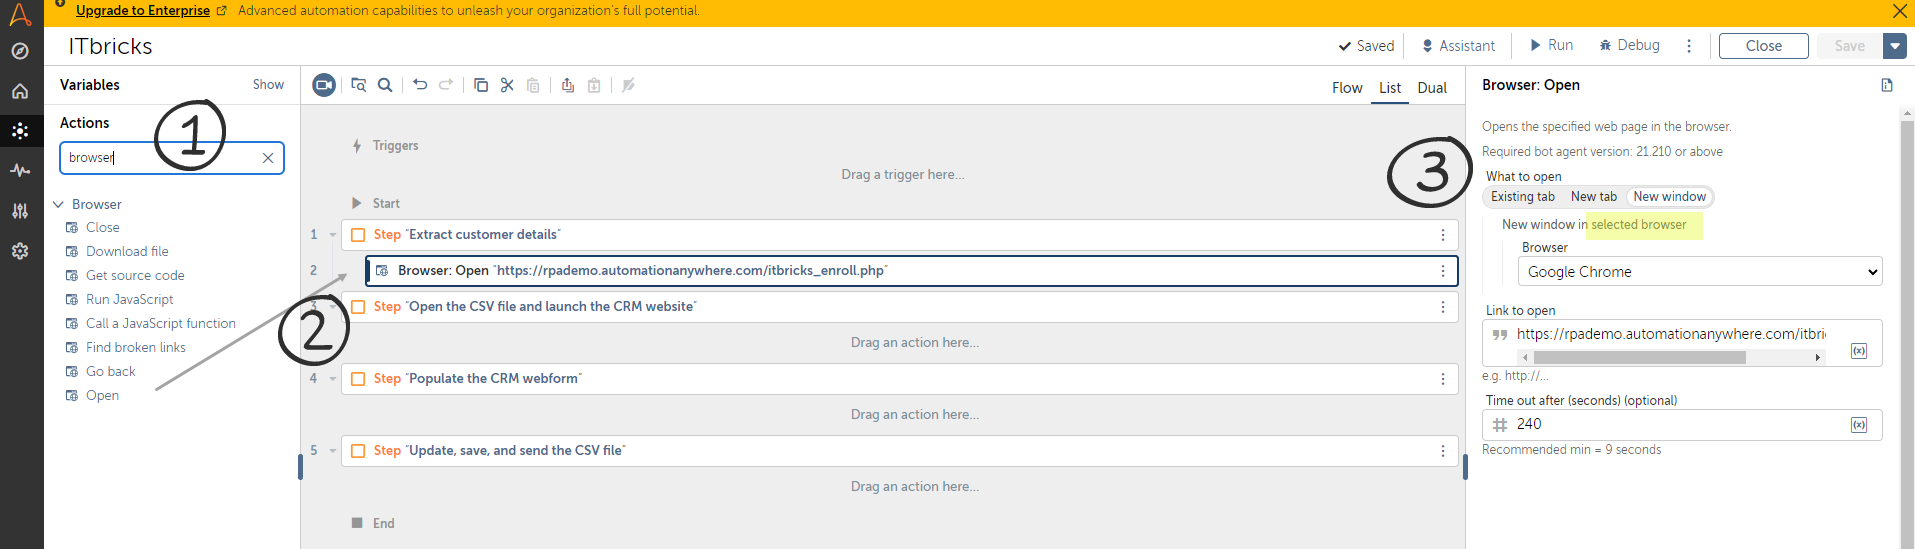 Upgrade to Enterprise Advanced automation capabilities to unleash your organization's full potential.
ITbricks
Saved
Assistant
Run
Debug
Close
Save
Variables
Show
Actions
1
browser
Browser
Close
Download file
Get source code
Run JavaScript
Call a JavaScript function
Find broken links
Go back
Open
2
Flow
List
Dual
Triggers
Drag a trigger here...
Start
1 Step "Extract customer details"
2 Browser: Open "https://rpademo.automationanywhere.com/itbricks_enroll.php"
3 Step "Open the CSV file and launch the CRM website"
Drag an action here...
4 Step "Populate the CRM webform"
Drag an action here...
5 Step "Update, save, and send the CSV file"
Drag an action here...
End
3
Browser: Open
Opens the specified web page in the browser.
Required bot agent version: 21.210 or above
What to open
Existing tab New tab New window
New window in selected browser
Browser
Google Chrome
Link to open
https://rpademo.automationanywhere.com/itbri
(x)
e.g. http://...
Time out after (seconds) (optional)
# 240 (x)
Recommended min = 9 seconds